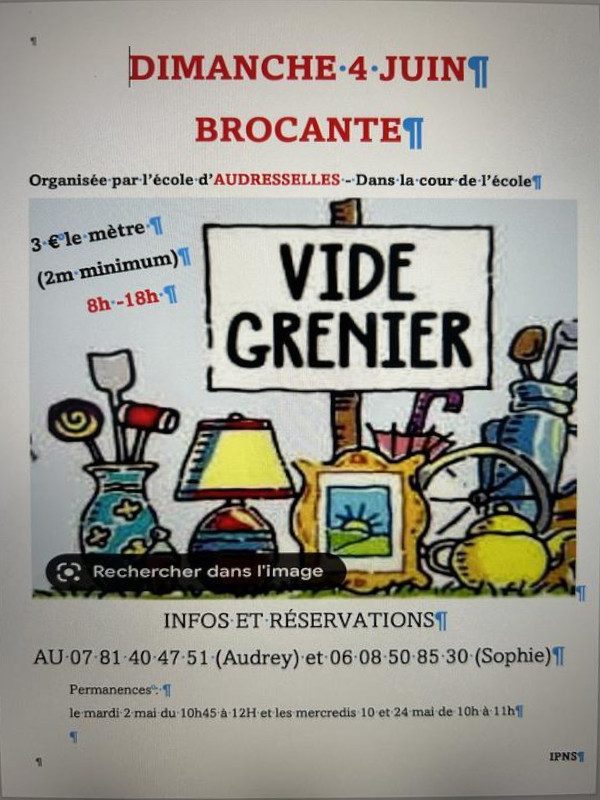 DIMANCHE 4 JUIN
BROCANTE
Organisée par l'école d'AUDRESSELLES - Dans la cour de l'école
3 € le mètre
(2m minimum)
8h -18h
VIDE
GRENIER
Rechercher dans l'image
INFOS ET RÉSERVATIONS
AU 07 81 40 47 51 (Audrey) et 06 08 50 85 30 (Sophie)
Permanences :
le mardi 2 mai du 10h45 à 12H et les mercredis 10 et 24 mai de 10h à 11h
IPNS